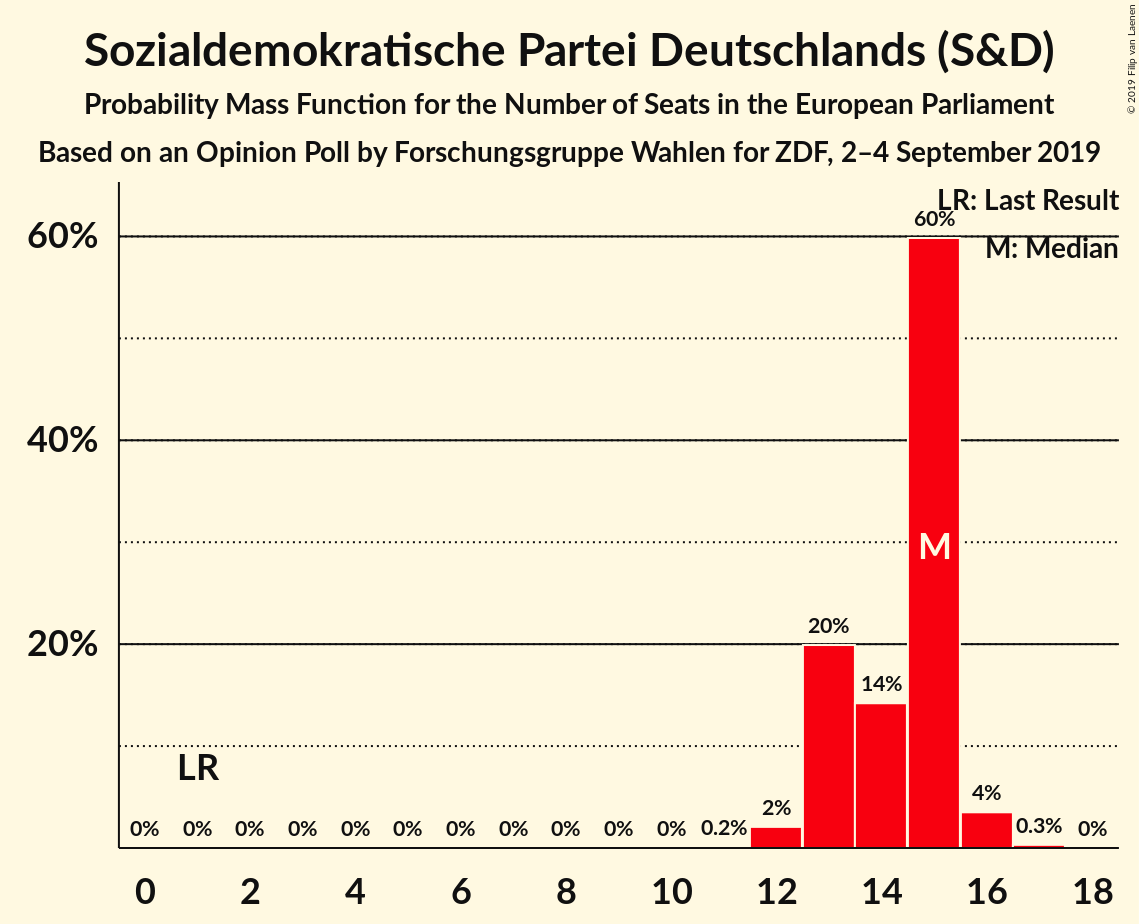 Sozialdemokratische Partei Deutschlands (S&D)
Probability Mass Function for the Number of Seats in the European Parliament
Based on an Opinion Poll by Forschungsgruppe Wahlen for ZDF, 2–4 September 2019
© 2019 Filip van Laenen
LR: Last Result
M: Median
60%
40%
20%
LR
0% 0% 0% 0% 0% 0% 0% 0% 0% 0% 0% 0.2% 2% 20% 14% 60% 4% 0.3% 0%
M
0 2 4 6 8 10 12 14 16 18